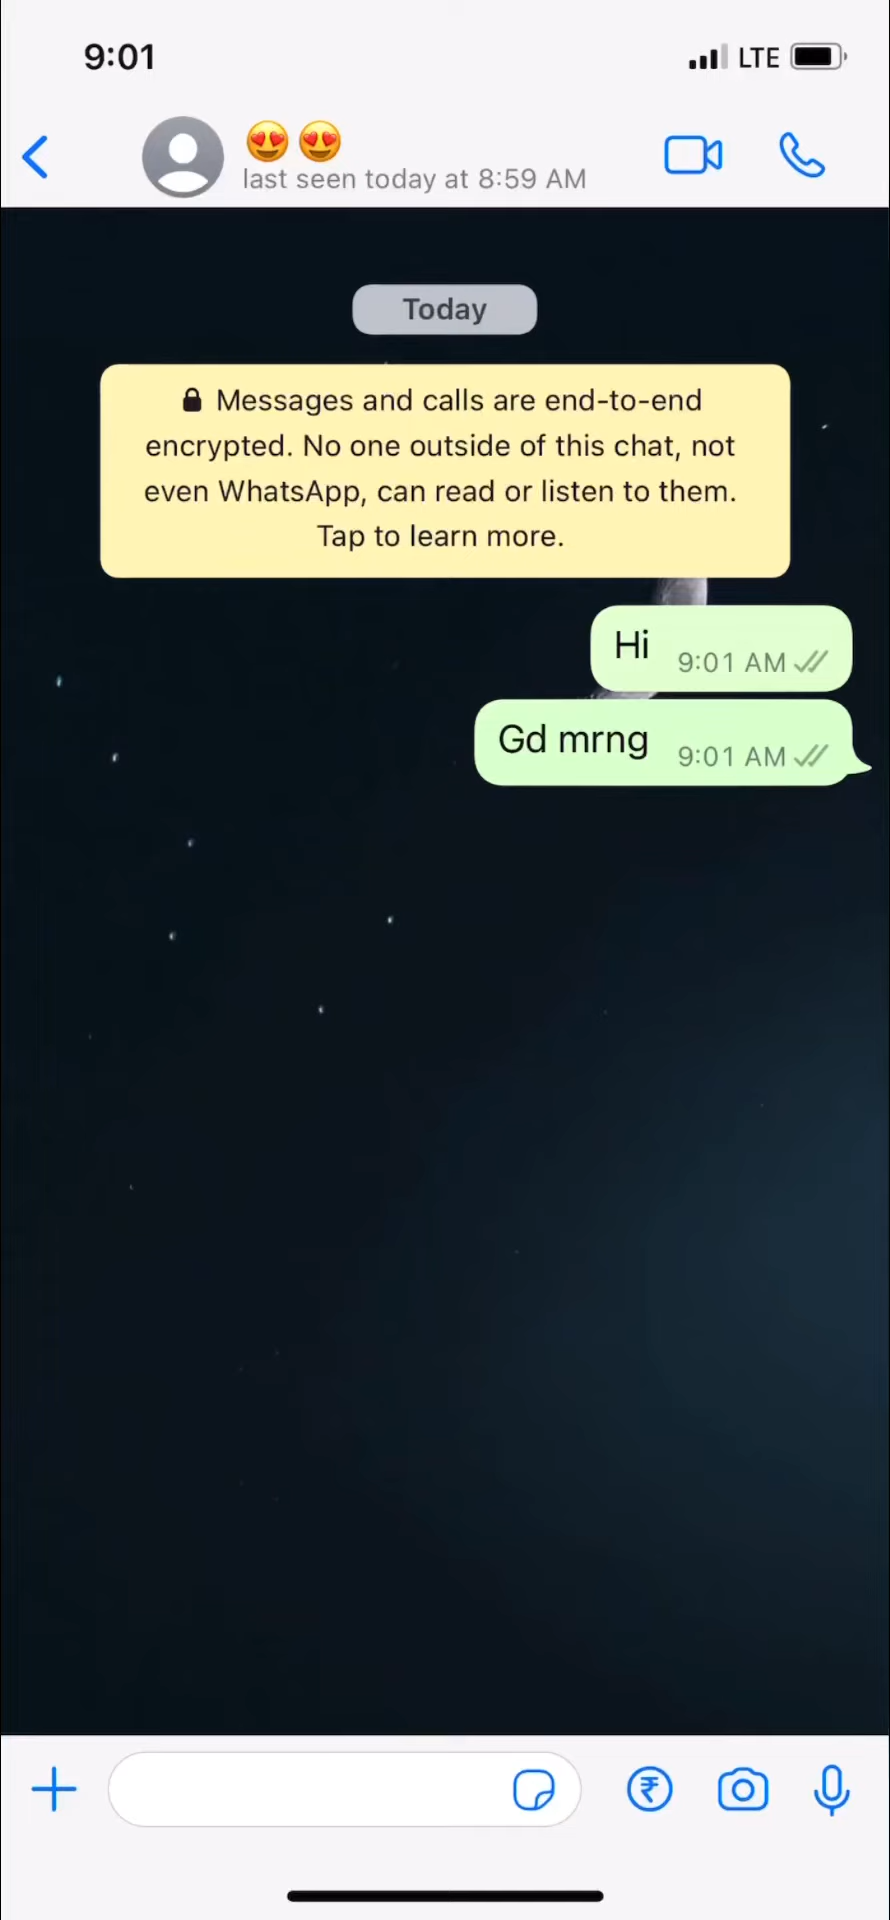 9:01 LTE
😍😍
last seen today at 8:59 AM
Today
🔒 Messages and calls are end-to-end
encrypted. No one outside of this chat, not
even WhatsApp, can read or listen to them.
Tap to learn more.
Hi 9:01 AM
Gd mrng 9:01 AM
₹